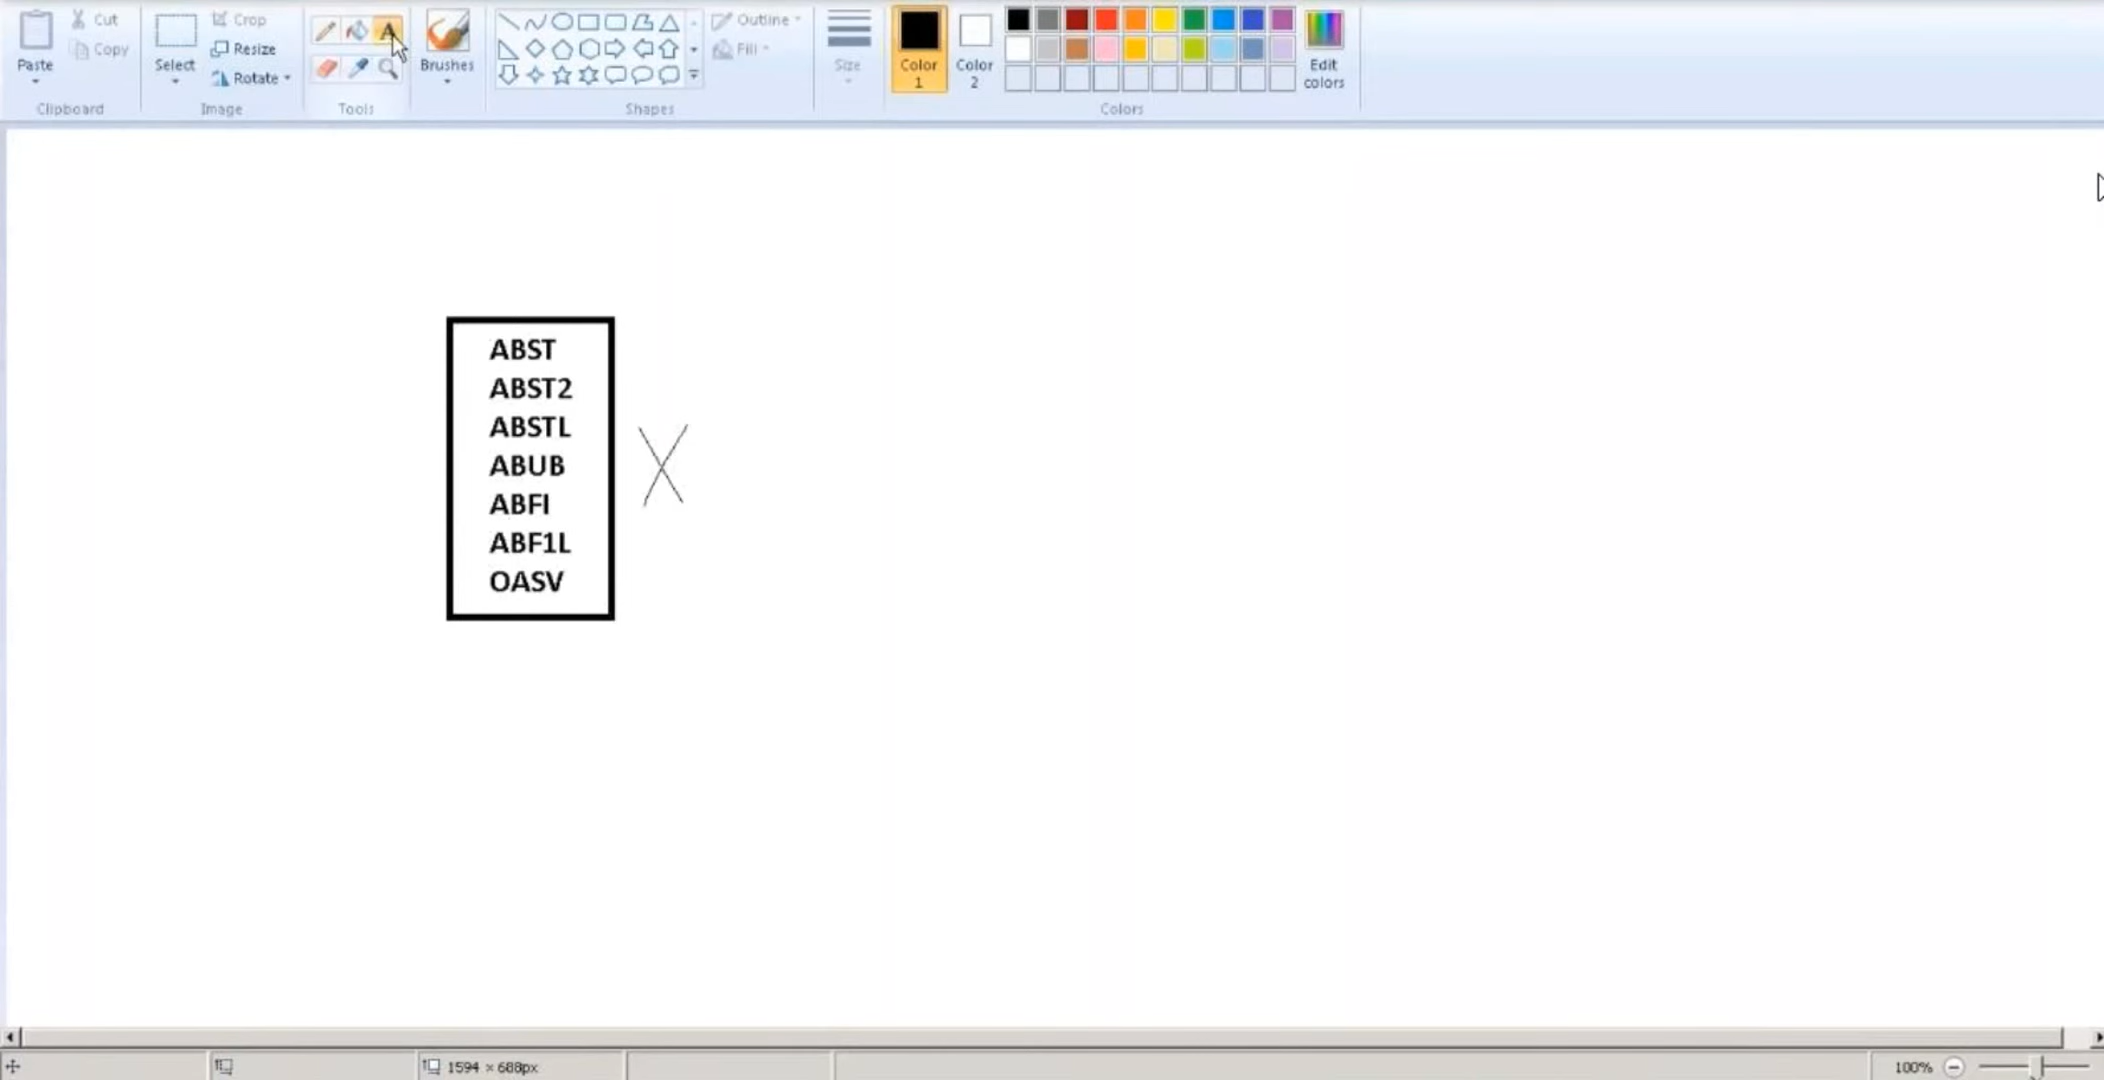 Cut
Crop
A
Outline
Copy
Resize
Fill
Paste
Select
Rotate
Brushes
Size
Color
1
Color
2
Edit
colors
Clipboard
Image
Tools
Shapes
Colors
ABST
ABST2
ABSTL
ABUB
ABFI
ABF1L
OASV
X
1594 × 688px
100%